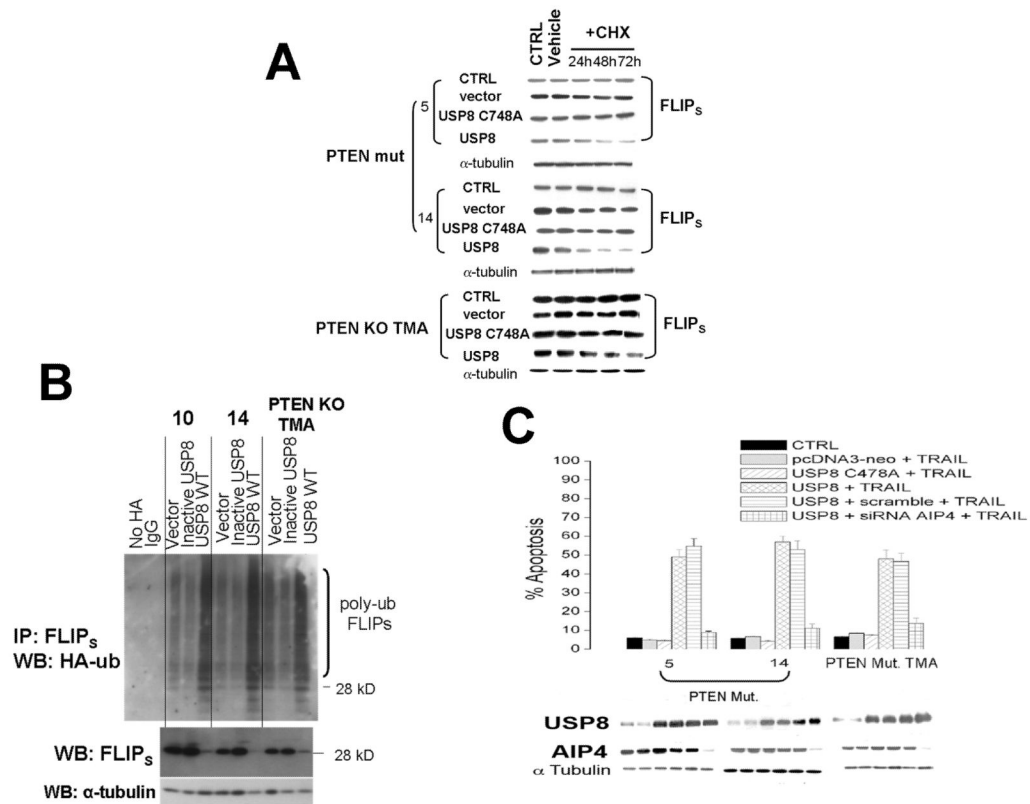 A
CTRL
Vehicle
+CHX
24h 48h 72h
CTRL
vector
USP8 C748A
USP8
5
FLIPs
α-tubulin
PTEN mut
CTRL
vector
USP8 C748A
USP8
14
FLIPs
α-tubulin
CTRL
vector
USP8 C748A
USP8
PTEN KO TMA
FLIPs
α-tubulin
B
10
14
PTEN KO
TMA
No HA
IgG
Vector
Inactive USP8
USP8 WT
Vector
Inactive USP8
USP8 WT
Vector
Inactive USP8
USP8 WT
IP: FLIPs
WB: HA-ub
poly-ub
FLIPs
28 kD
WB: FLIPs
28 kD
WB: α-tubulin
C
CTRL
pcDNA3-neo + TRAIL
USP8 C478A + TRAIL
USP8 + TRAIL
USP8 + scramble + TRAIL
USP8 + siRNA AIP4 + TRAIL
% Apoptosis
100
90
80
70
60
50
40
30
20
10
0
5
14
PTEN Mut. TMA
PTEN Mut.
USP8
AIP4
α Tubulin